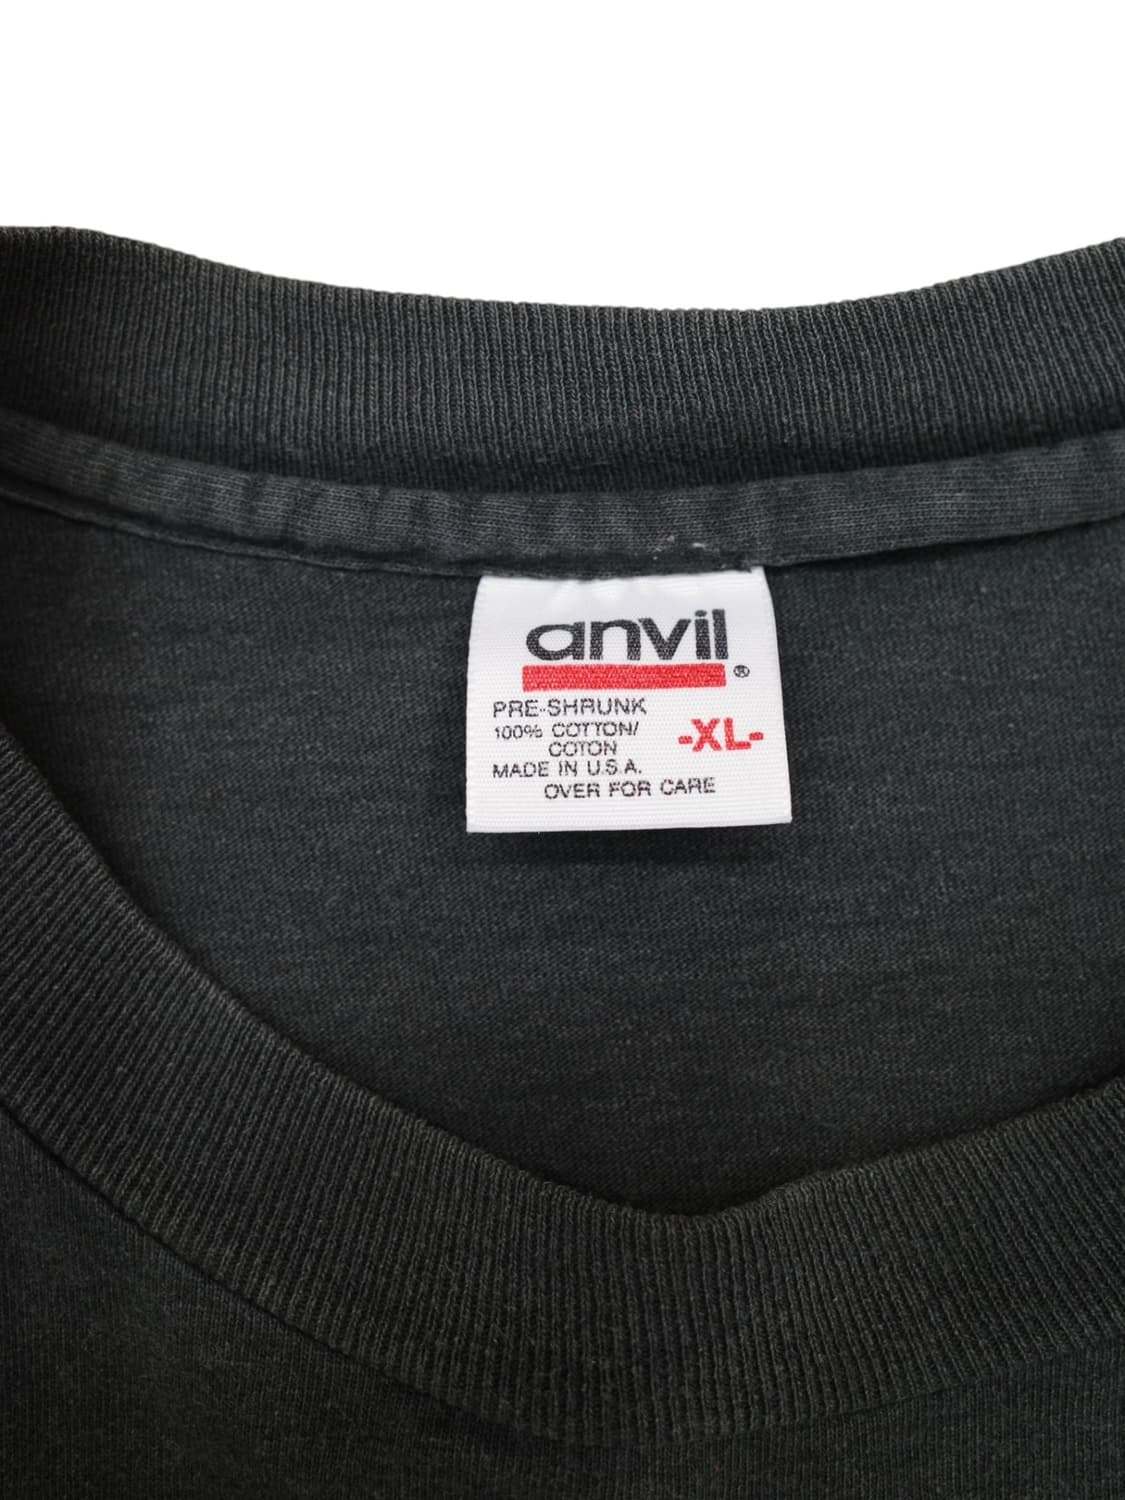 anvil
®
PRE-SHRUNK
100% COTTON/
COTON
-XL-
MADE IN U.S.A.
OVER FOR CARE